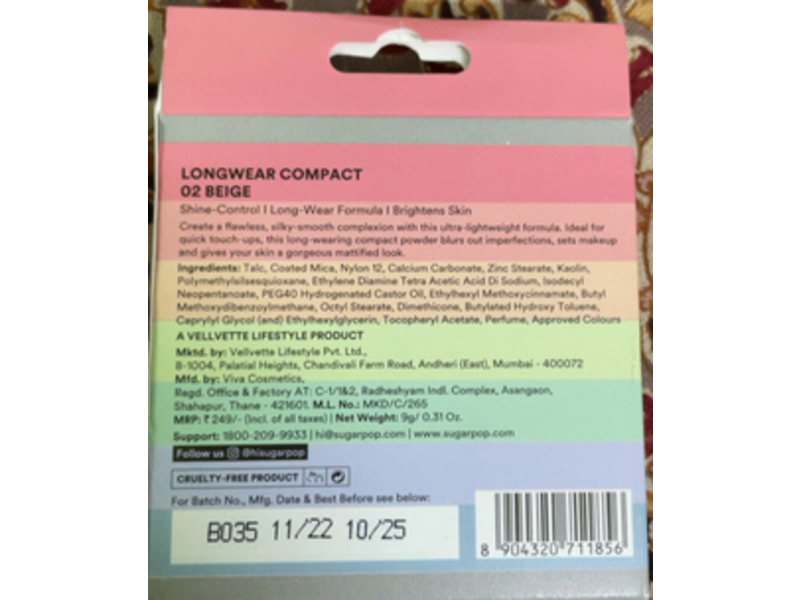 LONGWEAR COMPACT
02 BEIGE
Shine-Control I Long-Wear Formula I Brightens Skin
Create a flawless, silky-smooth complexion with this ultra-lightweight formula. Ideal for
quick touch-ups, this long-wearing compact powder blurs out imperfections, sets makeup
and gives your skin a gorgeous mattified look.
Ingredients: Talc, Coated Mica, Nylon 12, Calcium Carbonate, Zinc Stearate, Kaolin,
Polymethylsilsesquioxane, Ethylene Diamine Tetra Acetic Acid Di Sodium, Isodecyl
Neopentanoate, PEG40 Hydrogenated Castor Oil, Ethylhexyl Methoxycinnamate, Butyl
Methoxydibenzoylmethane, Octyl Stearate, Dimethicone, Butylated Hydroxy Toluene,
Caprylyl Glycol (and) Ethylhexylglycerin, Tocopheryl Acetate, Perfume, Approved Colours
A VELLVETTE LIFESTYLE PRODUCT
Mktd. by: Vellvette Lifestyle Pvt. Ltd.,
B-1004, Palatial Heights, Chandivali Farm Road, Andheri (East), Mumbai - 400072
Mfd. by: Viva Cosmetics,
Regd. Office & Factory AT: C-1/1&2, Radheshyam Indl. Complex, Asangaon,
Shahapur, Thane - 421601. M.L. No.: MKD/C/265
MRP: ₹ 249/- (Incl. of all taxes) | Net Weight: 9g/ 0.31 Oz.
Support: 1800-209-9933 | hi@sugarpop.com | www.sugarpop.com
Follow us @hisugarpop
CRUELTY-FREE PRODUCT
For Batch No., Mfg. Date & Best Before see below:
B035 11/22 10/25
8 904320 711856